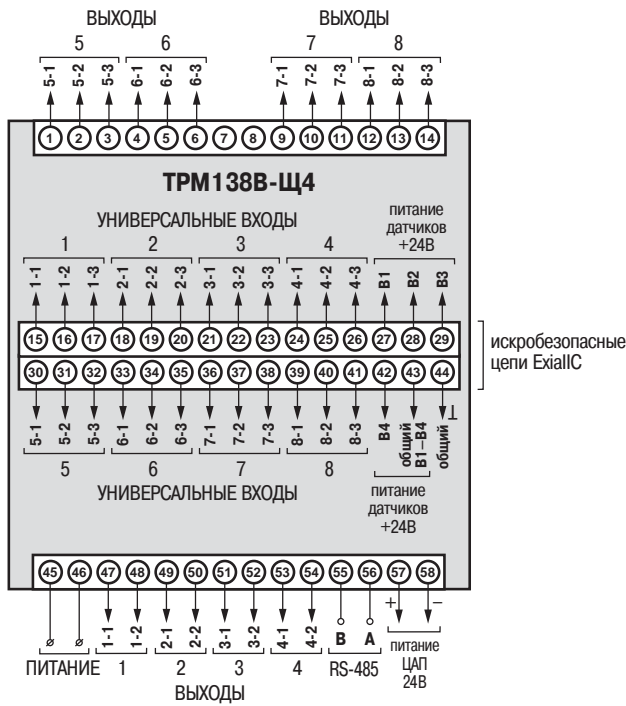 ВЫХОДЫ ВЫХОДЫ
5 6 7 8
5-1 5-2 5-3 6-1 6-2 6-3 7-1 7-2 7-3 8-1 8-2 8-3
1 2 3 4 5 6 7 8 9 10 11 12 13 14
ТРМ138В-Щ4
УНИВЕРСАЛЬНЫЕ ВХОДЫ
питание
датчиков
+24В
1 2 3 4
1-1 1-2 1-3 2-1 2-2 2-3 3-1 3-2 3-3 4-1 4-2 4-3 В1 В2 В3
15 16 17 18 19 20 21 22 23 24 25 26 27 28 29
искробезопасные
цепи ExiaIIC
30 31 32 33 34 35 36 37 38 39 40 41 42 43 44
5-1 5-2 5-3 6-1 6-2 6-3 7-1 7-2 7-3 8-1 8-2 8-3 В4 общий В1–В4 общий ⊥
5 6 7 8
УНИВЕРСАЛЬНЫЕ ВХОДЫ
питание
датчиков
+24В
45 46 47 48 49 50 51 52 53 54 55 56 57 58
+ –
1-1 1-2 2-1 2-2 3-1 3-2 4-1 4-2 В А
ПИТАНИЕ 1 2 3 4 RS-485
питание
ЦАП
24В
ВЫХОДЫ